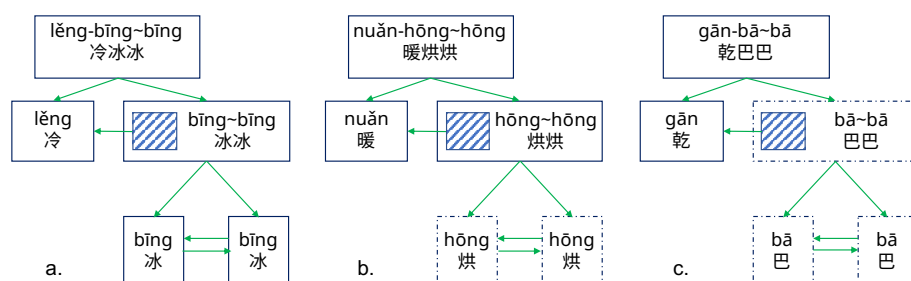 lěng-bīng~bīng
冷冰冰
lěng
冷
bīng~bīng
冰冰
bīng
冰
bīng
冰
a.
nuǎn-hōng~hōng
暖烘烘
nuǎn
暖
hōng~hōng
烘烘
hōng
烘
hōng
烘
b.
gān-bā~bā
乾巴巴
gān
乾
bā~bā
巴巴
bā
巴
bā
巴
c.